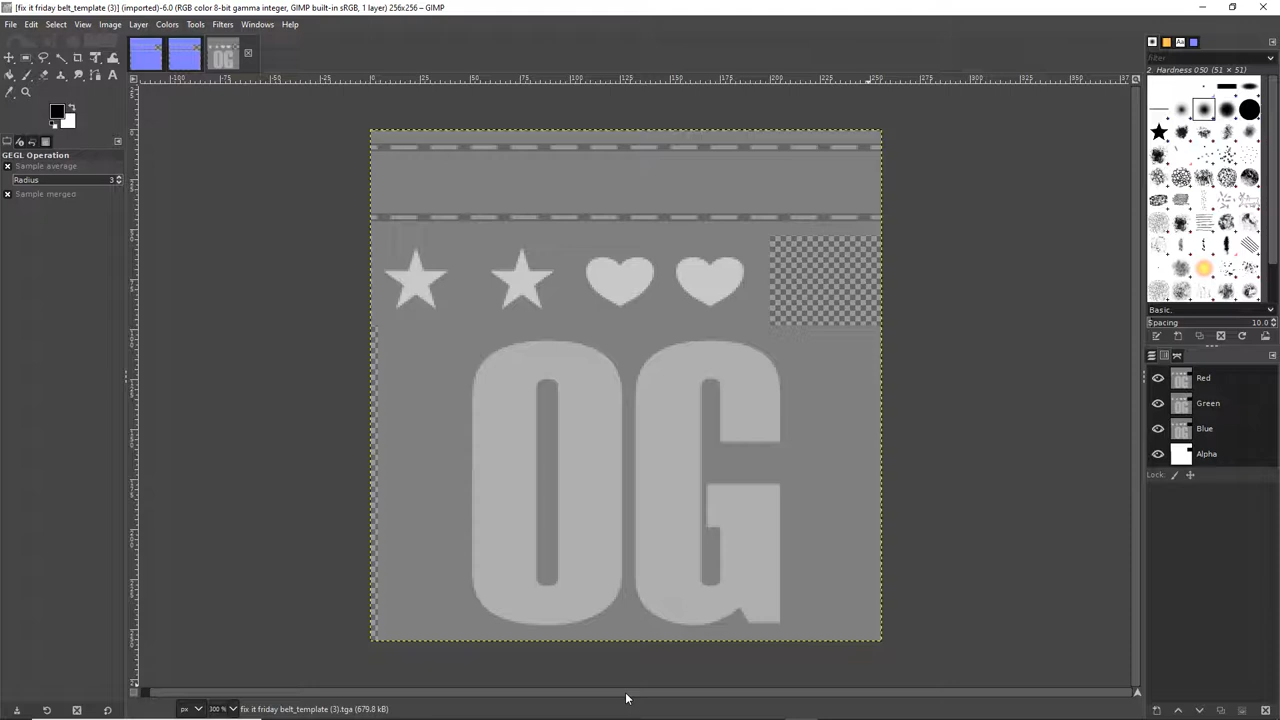 [fix it friday belt_template (3)] (imported)-6.0 (RGB color 8-bit gamma integer, GIMP built-in sRGB, 1 layer) 256x256 – GIMP
File Edit Select View Image Layer Colors Tools Filters Windows Help
GEGL Operation
Sample average
Radius 3
Sample merged
OG
px 300 % fix it friday belt_template (3).tga (679.8 kB)
Filter
2. Hardness 050 (51 × 51)
Basic.
Spacing 10.0
Red
Green
Blue
Alpha
Lock: